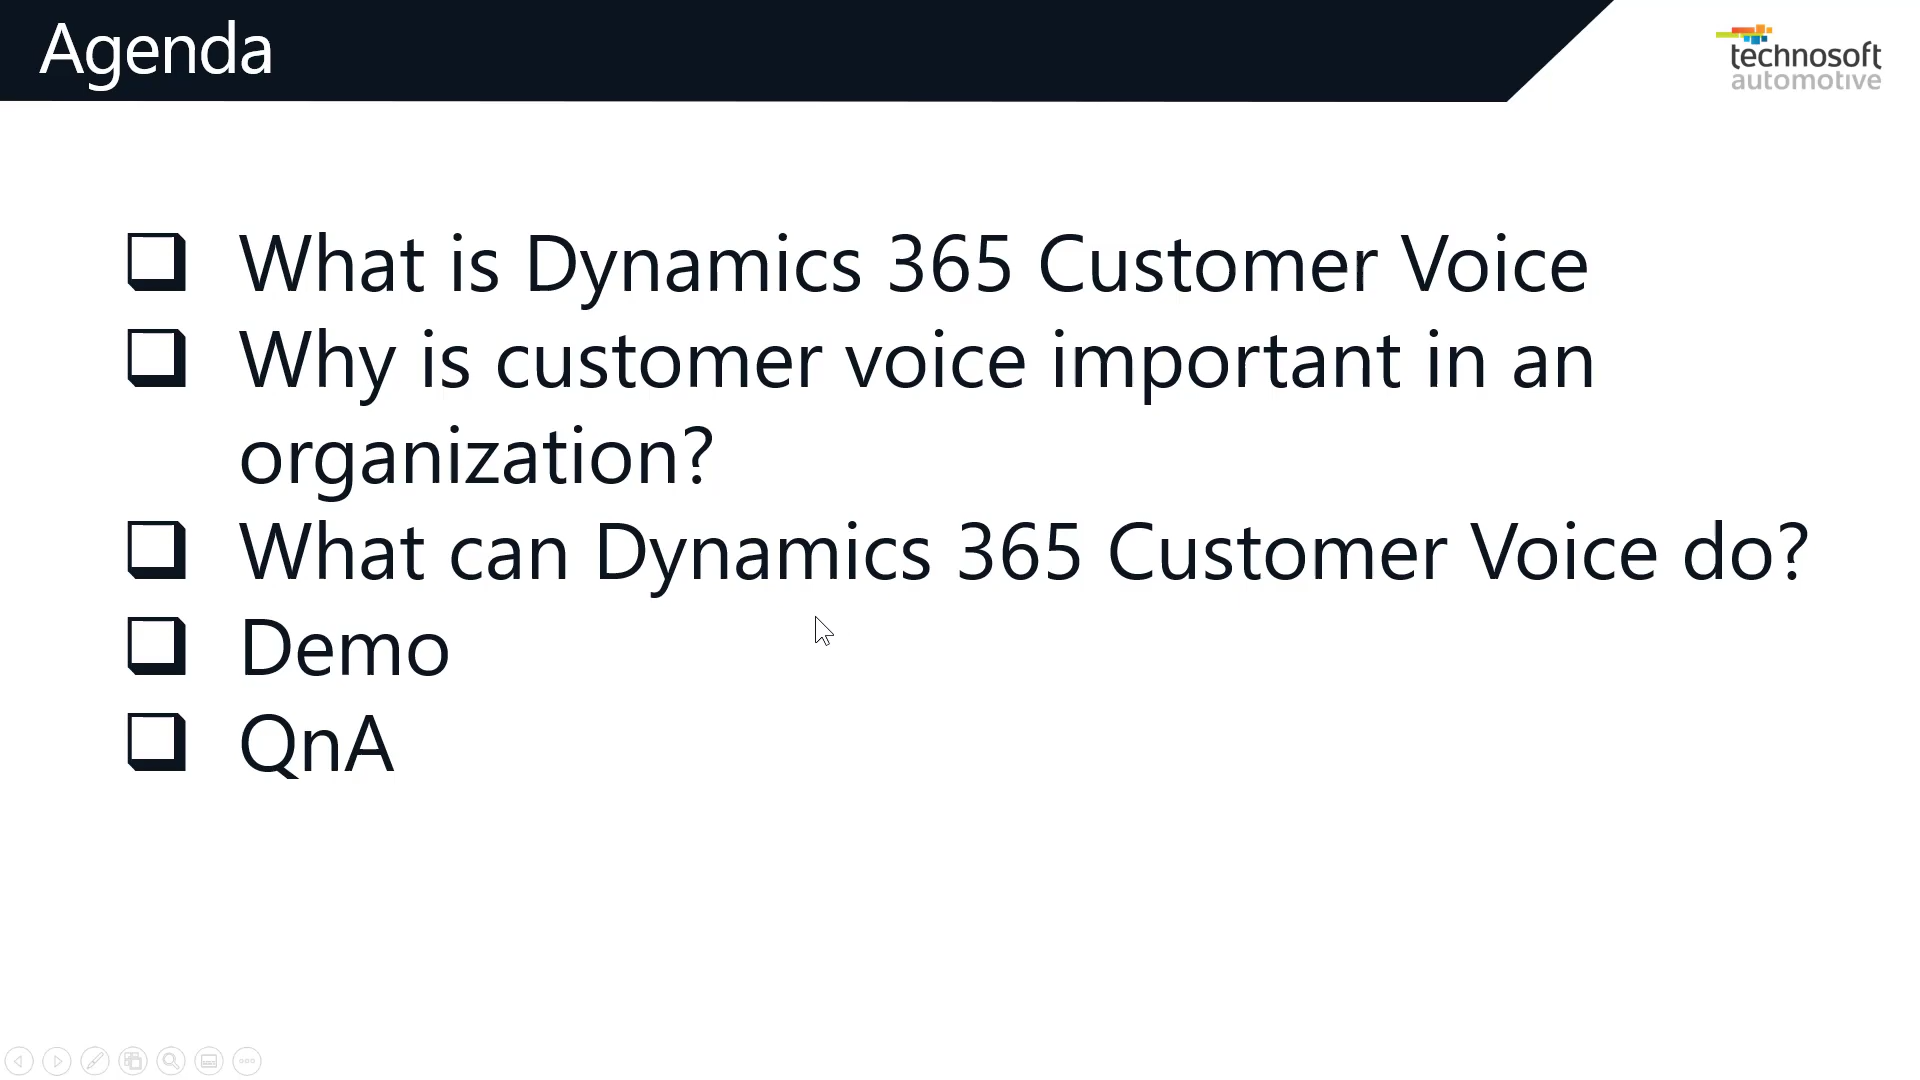 Agenda
technosoft
automotive
What is Dynamics 365 Customer Voice
Why is customer voice important in an
organization?
What can Dynamics 365 Customer Voice do?
Demo
QnA